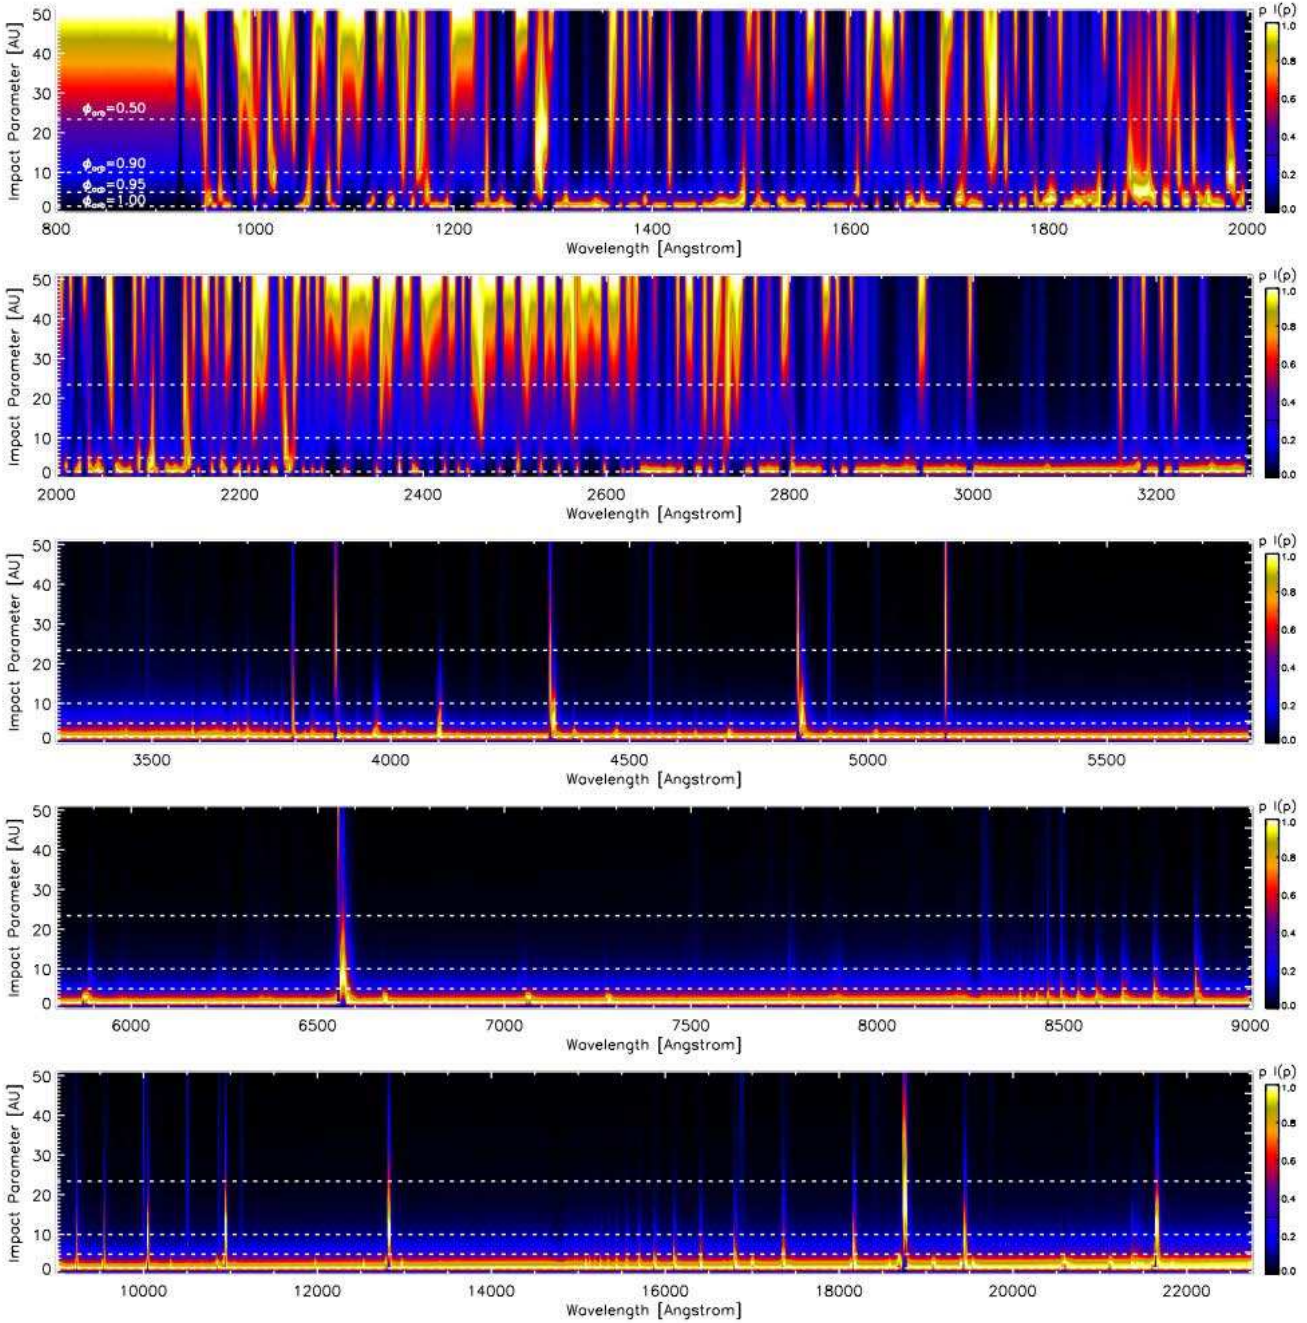 p I(p)
Impact Parameter [AU]
50
40
30
20
10
0
ϕorb=0.50
ϕorb=0.90
ϕorb=0.95
ϕorb=1.00
1.0
0.8
0.6
0.4
0.2
0.0
800 1000 1200 1400 1600 1800 2000
Wavelength [Angstrom]
p I(p)
Impact Parameter [AU]
50
40
30
20
10
0
1.0
0.8
0.6
0.4
0.2
0.0
2000 2200 2400 2600 2800 3000 3200
Wavelength [Angstrom]
p I(p)
Impact Parameter [AU]
50
40
30
20
10
0
1.0
0.8
0.6
0.4
0.2
0.0
3500 4000 4500 5000 5500
Wavelength [Angstrom]
p I(p)
Impact Parameter [AU]
50
40
30
20
10
0
1.0
0.8
0.6
0.4
0.2
0.0
6000 6500 7000 7500 8000 8500 9000
Wavelength [Angstrom]
p I(p)
Impact Parameter [AU]
50
40
30
20
10
0
1.0
0.8
0.6
0.4
0.2
0.0
10000 12000 14000 16000 18000 20000 22000
Wavelength [Angstrom]